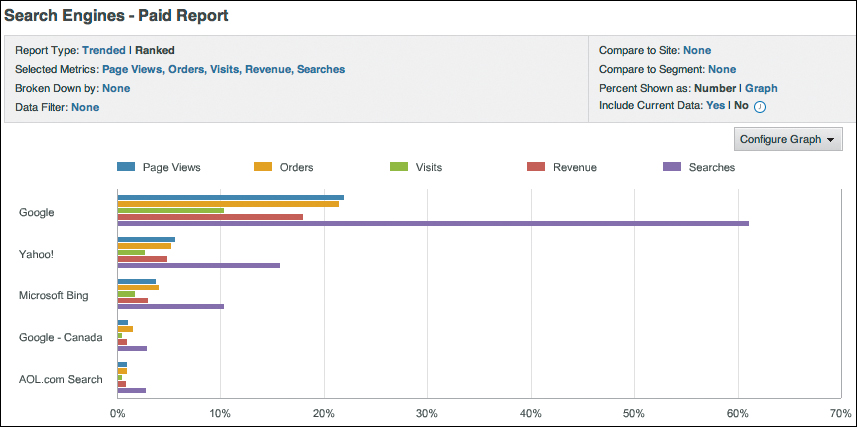 Search Engines - Paid Report
Report Type: Trended | Ranked
Selected Metrics: Page Views, Orders, Visits, Revenue, Searches
Broken Down by: None
Data Filter: None
Compare to Site: None
Compare to Segment: None
Percent Shown as: Number | Graph
Include Current Data: Yes | No i
Configure Graph
Page Views Orders Visits Revenue Searches
Google
Yahoo!
Microsoft Bing
Google - Canada
AOL.com Search
0% 10% 20% 30% 40% 50% 60% 70%